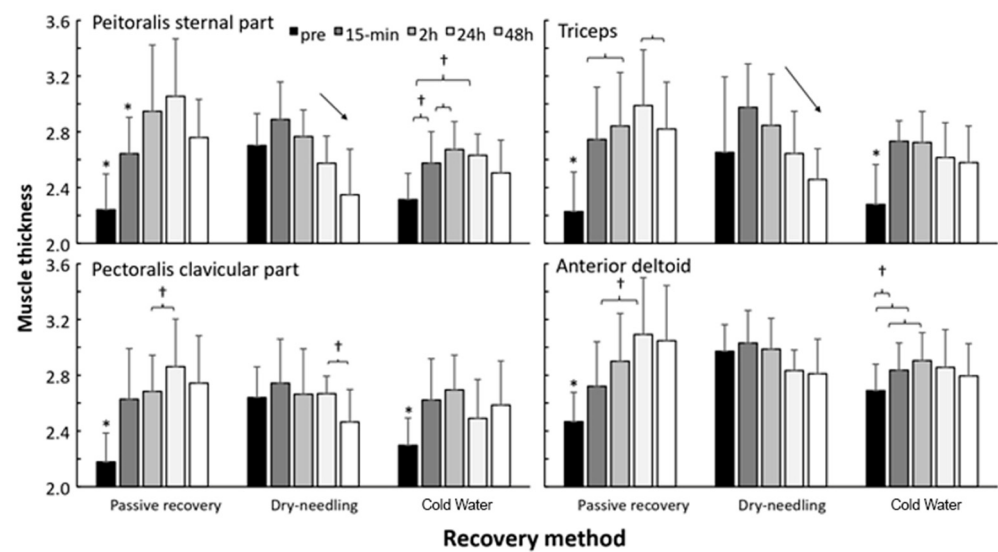 Peitoralis sternal part
pre 15-min 2h 24h 48h
Triceps
3.6
3.2
2.8
2.4
2.0
* * † † *  *
Pectoralis clavicular part
Anterior deltoid
3.6
3.2
2.8
2.4
2.0
* † † * * † †
Muscle thickness
Passive recovery Dry-needling Cold Water
Passive recovery Dry-needling Cold Water
Recovery method